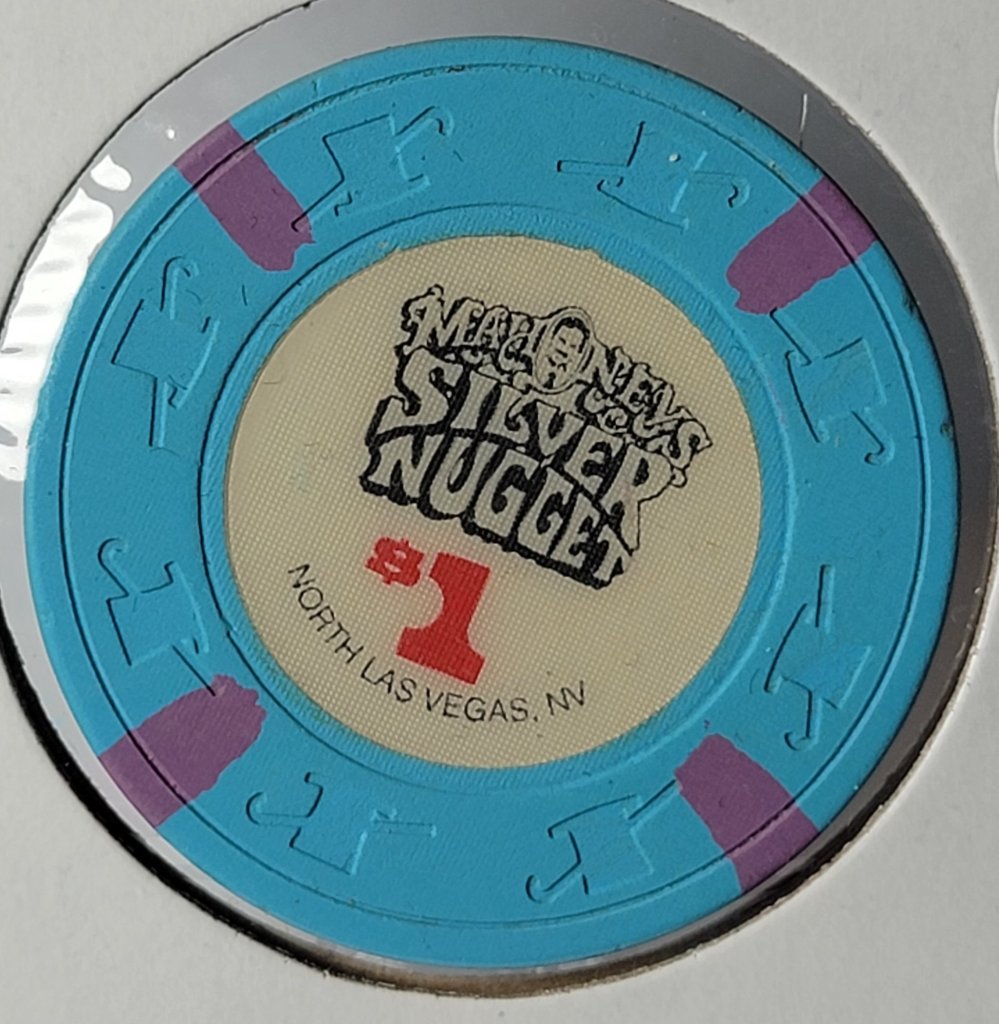 MAHONEY'S
SILVER
NUGGET
$1
NORTH LAS VEGAS, NV